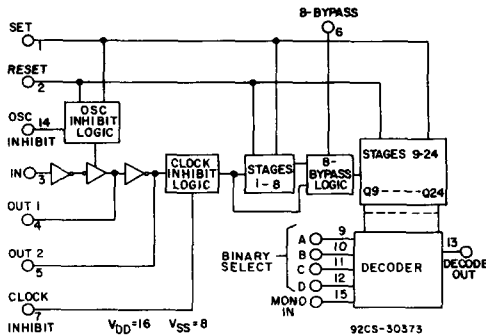 8-BYPASS
6
SET
1
RESET
2
OSC 14
INHIBIT
OSC
INHIBIT
LOGIC
IN
3
CLOCK
INHIBIT
LOGIC
STAGES
1-8
8-
BYPASS
LOGIC
STAGES 9-24
Q9 ---- Q24
OUT 1
4
OUT 2
5
BINARY
SELECT
A 9
B 10
C 11
D 12
MONO 15
IN
DECODER
13
DECODE
OUT
CLOCK
7
INHIBIT
VDD=16 VSS=8
92CS-30373